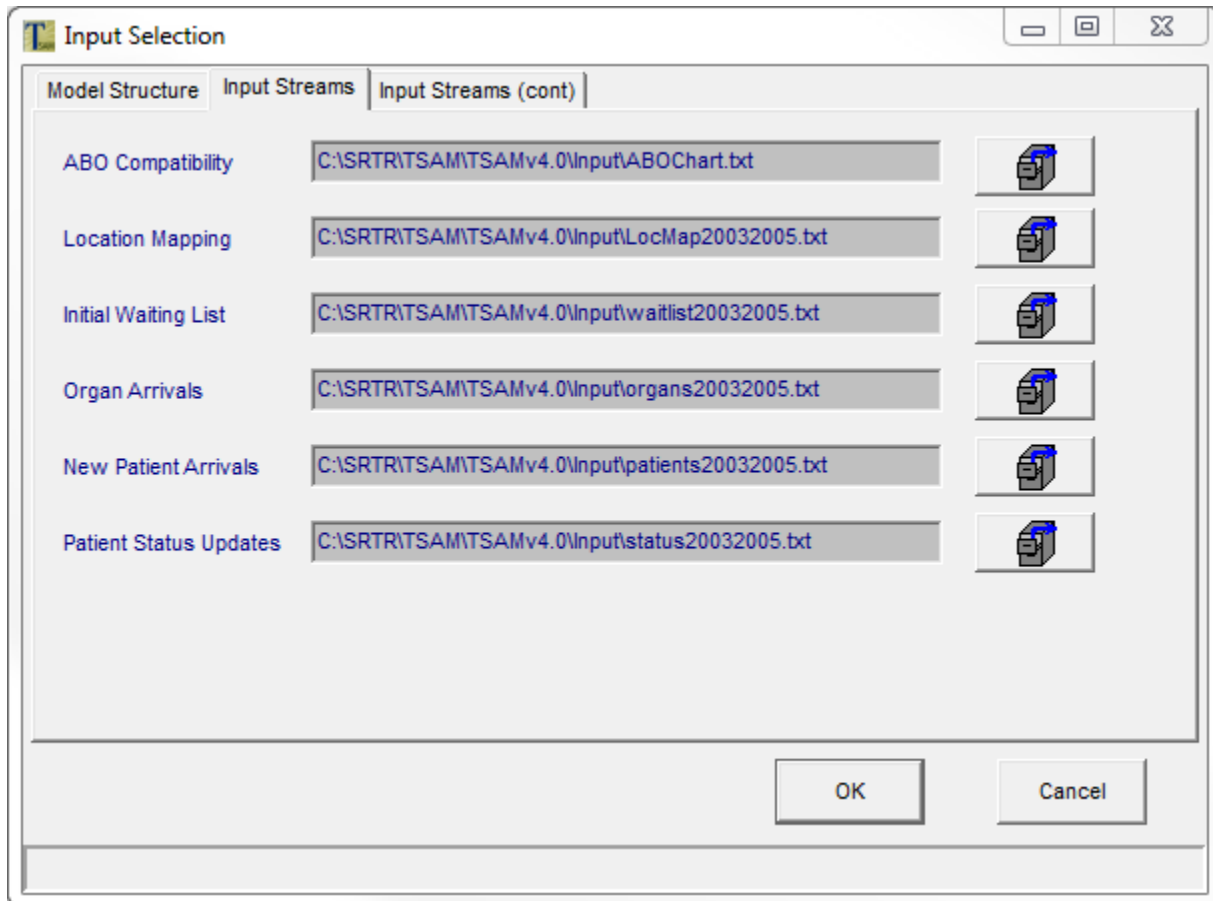 Input Selection
Model Structure Input Streams Input Streams (cont)
ABO Compatibility C:\SRTR\TSAM\TSAMv4.0\Input\ABOChart.txt
Location Mapping C:\SRTR\TSAM\TSAMv4.0\Input\LocMap20032005.txt
Initial Waiting List C:\SRTR\TSAM\TSAMv4.0\Input\waitlist20032005.txt
Organ Arrivals C:\SRTR\TSAM\TSAMv4.0\Input\organs20032005.txt
New Patient Arrivals C:\SRTR\TSAM\TSAMv4.0\Input\patients20032005.txt
Patient Status Updates C:\SRTR\TSAM\TSAMv4.0\Input\status20032005.txt
OK Cancel